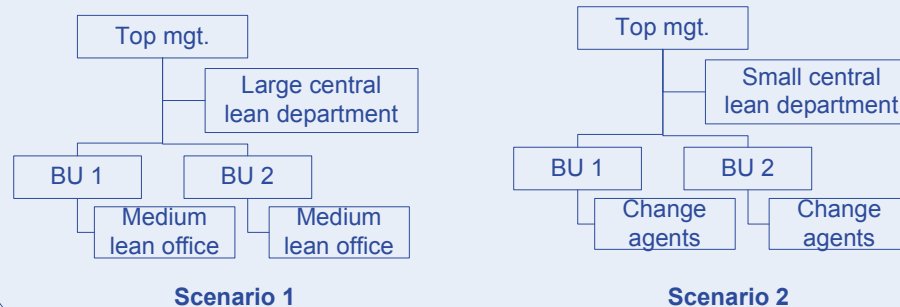 Top mgt.
Large central
lean department
BU 1
BU 2
Medium
lean office
Medium
lean office
Scenario 1
Top mgt.
Small central
lean department
BU 1
BU 2
Change
agents
Change
agents
Scenario 2